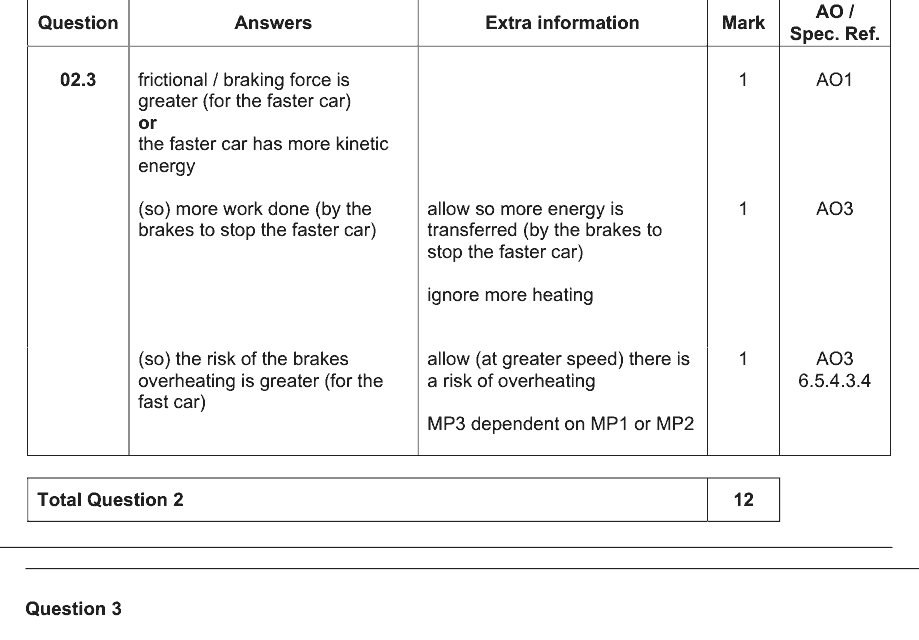 Question Answers Extra information Mark AO /
Spec. Ref.
02.3 frictional / braking force is 1 AO1
greater (for the faster car)
or
the faster car has more kinetic
energy
(so) more work done (by the allow so more energy is 1 AO3
brakes to stop the faster car) transferred (by the brakes to
stop the faster car)
ignore more heating
(so) the risk of the brakes allow (at greater speed) there is 1 AO3
overheating is greater (for the a risk of overheating 6.5.4.3.4
fast car)
MP3 dependent on MP1 or MP2
Total Question 2 12
Question 3